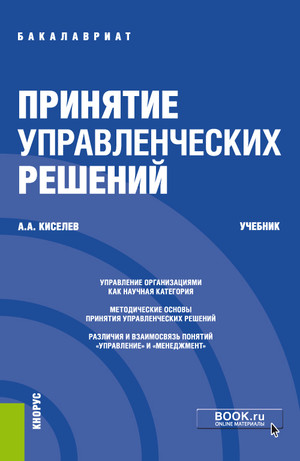 БАКАЛАВРИАТ
ПРИНЯТИЕ
УПРАВЛЕНЧЕСКИХ
РЕШЕНИЙ
А.А. КИСЕЛЕВ
УЧЕБНИК
УПРАВЛЕНИЕ ОРГАНИЗАЦИЯМИ
КАК НАУЧНАЯ КАТЕГОРИЯ
МЕТОДИЧЕСКИЕ ОСНОВЫ
ПРИНЯТИЯ УПРАВЛЕНЧЕСКИХ РЕШЕНИЙ
РАЗЛИЧИЯ И ВЗАИМОСВЯЗЬ ПОНЯТИЙ
«УПРАВЛЕНИЕ» И «МЕНЕДЖМЕНТ»
КНОРУС
BOOK.ru
ONLINE МАТЕРИАЛЫ